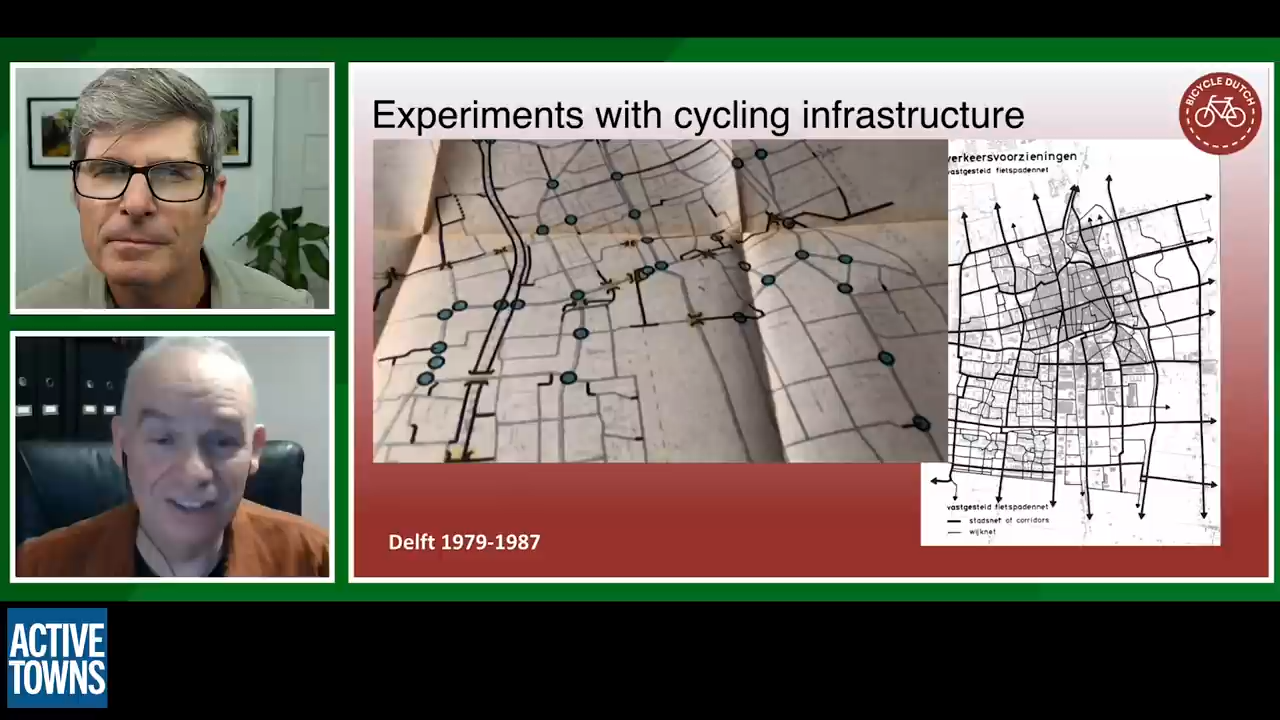 Experiments with cycling infrastructure
BICYCLE DUTCH
verkeersvoorzieningen
vastgesteld fietspadennet
vastgesteld fietspadennet
stadsnet of corridors
wijknet
Delft 1979-1987
ACTIVE
TOWNS